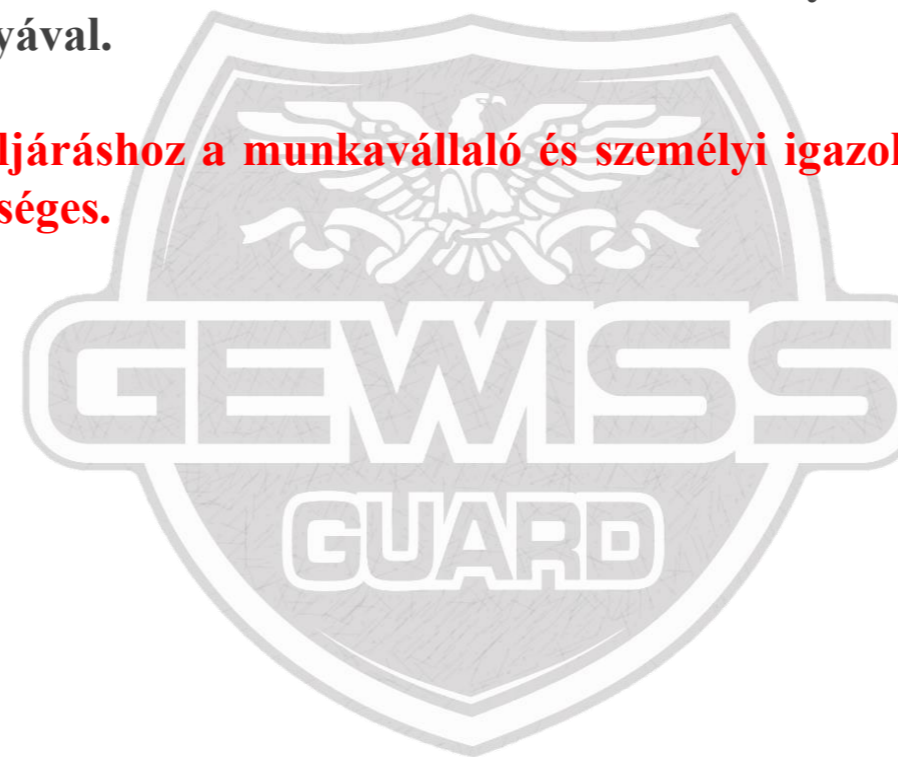 yával.
ljáráshoz a munkavállaló és személyi igazol
séges.
GEWISS
GUARD